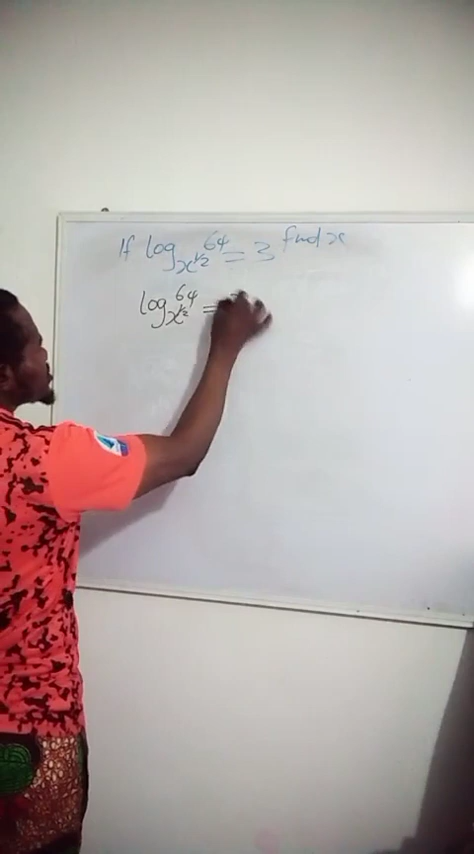 If log_{x^{1/2}} 64 = 3 find x
log_{x^{1/2}} 64 =